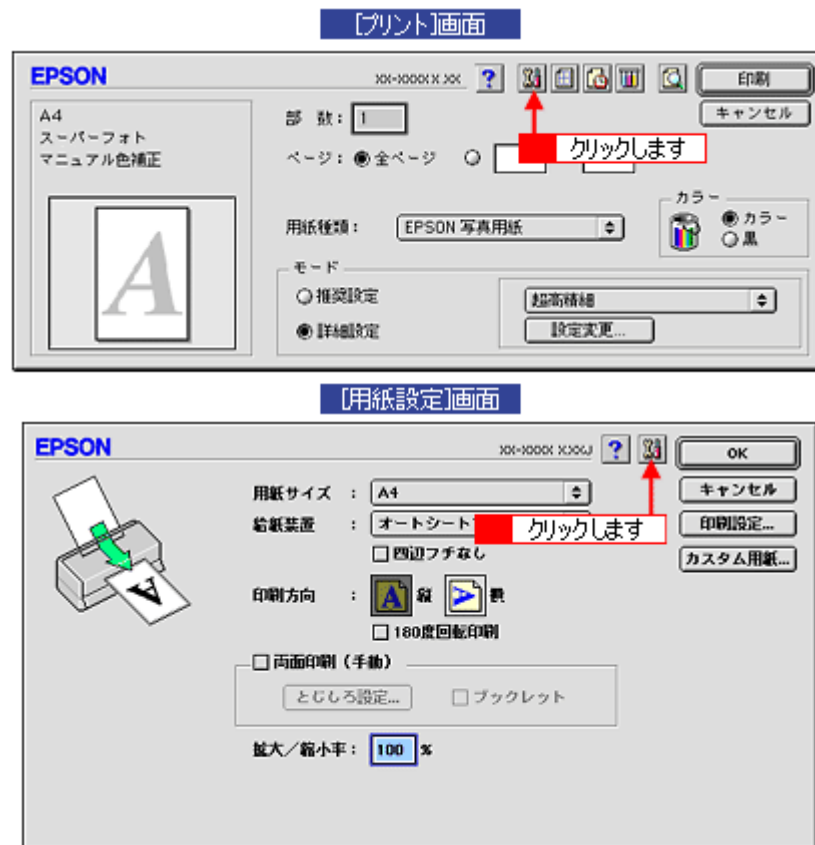 [プリント]画面
EPSON
XX-XXXX X.XX
?
印刷
A4
スーパーフォト
マニュアル色補正
部 数：
1
キャンセル
クリックします
ページ：
全ページ
カラー
カラー
黒
用紙種類：
EPSON 写真用紙
A
モード
推奨設定
超高精細
詳細設定
設定変更...
[用紙設定]画面
EPSON
XX-XXXX X.XXJ
?
OK
用紙サイズ ：
A4
キャンセル
給紙装置 ：
オートシート
クリックします
印刷設定...
四辺フチなし
カスタム用紙...
A
印刷方向 ：
A
縦
A
横
180度回転印刷
両面印刷（手動）
とじしろ設定...
ブックレット
拡大／縮小率：
100
%